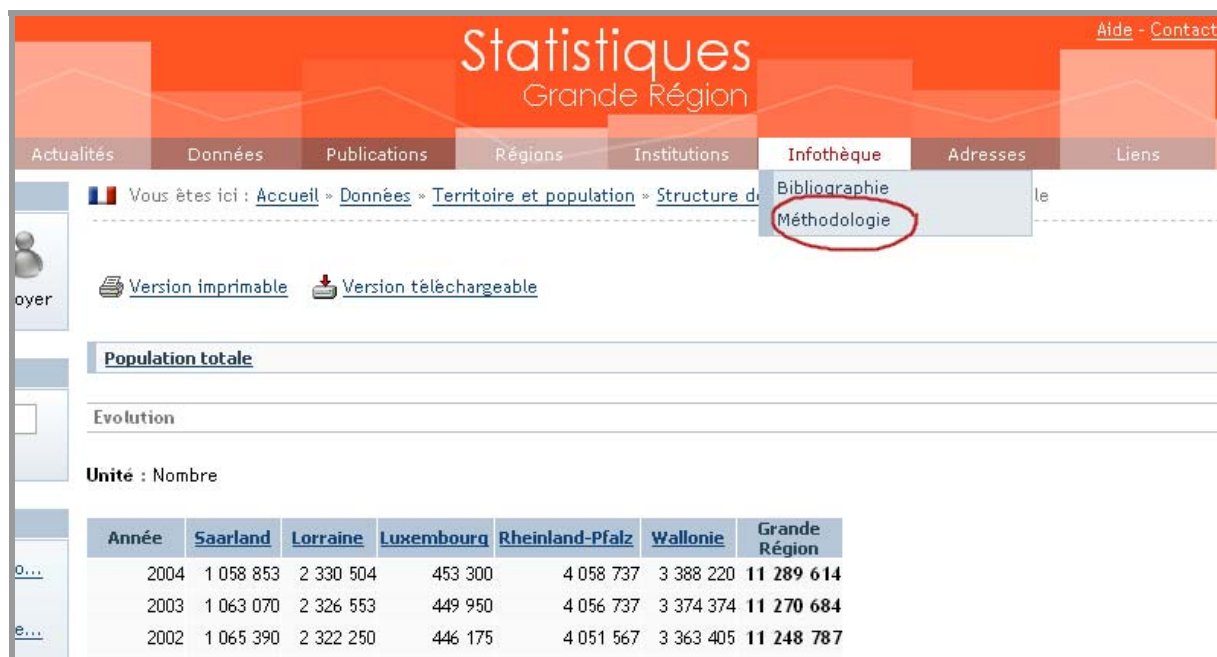 Aide - Contact
Statistiques
Grande Région
Actualités Données Publications Régions Institutions Infothèque Adresses Liens
Vous êtes ici : Accueil » Données » Territoire et population » Structure d le
Bibliographie
Méthodologie
oyer
Version imprimable Version téléchargeable
Population totale
Evolution
Unité : Nombre
Année Saarland Lorraine Luxembourg Rheinland-Pfalz Wallonie Grande Région
o... 2004 1 058 853 2 330 504 453 300 4 058 737 3 388 220 11 289 614
2003 1 063 070 2 326 553 449 950 4 056 737 3 374 374 11 270 684
e... 2002 1 065 390 2 322 250 446 175 4 051 567 3 363 405 11 248 787